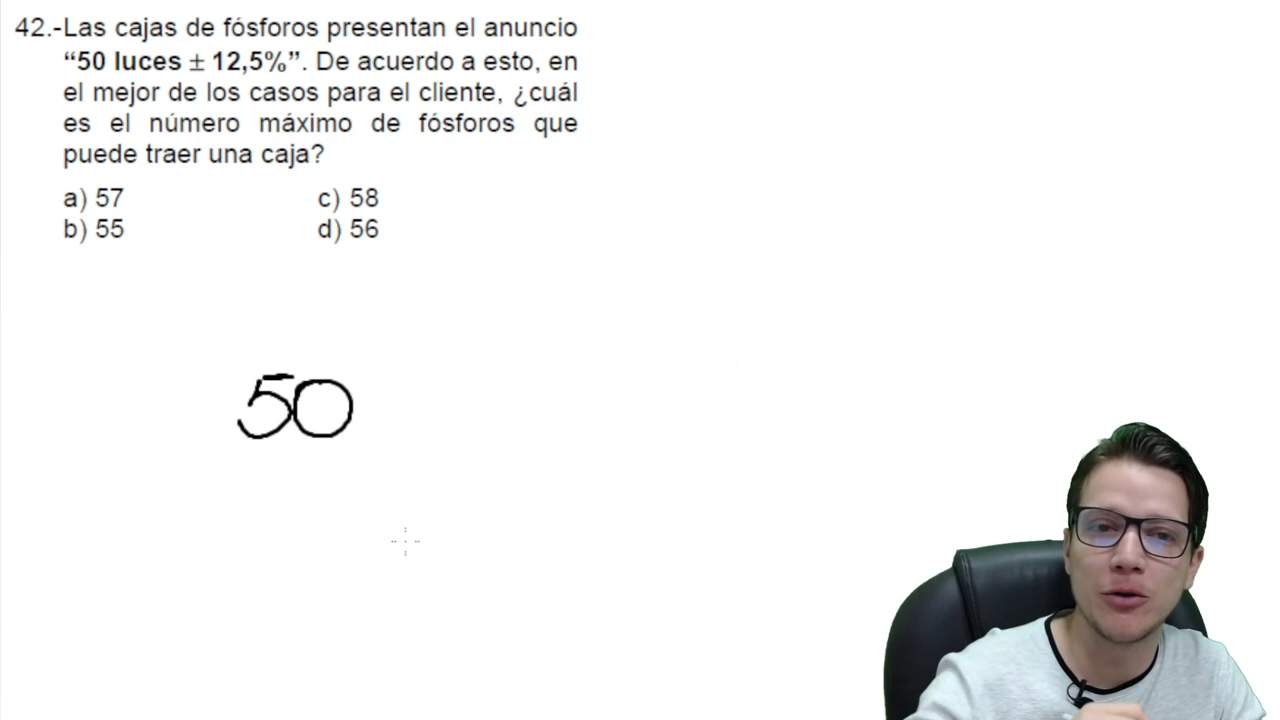 42.-Las cajas de fósforos presentan el anuncio
“50 luces ± 12,5%”. De acuerdo a esto, en
el mejor de los casos para el cliente, ¿cuál
es el número máximo de fósforos que
puede traer una caja?
a) 57 c) 58
b) 55 d) 56
50